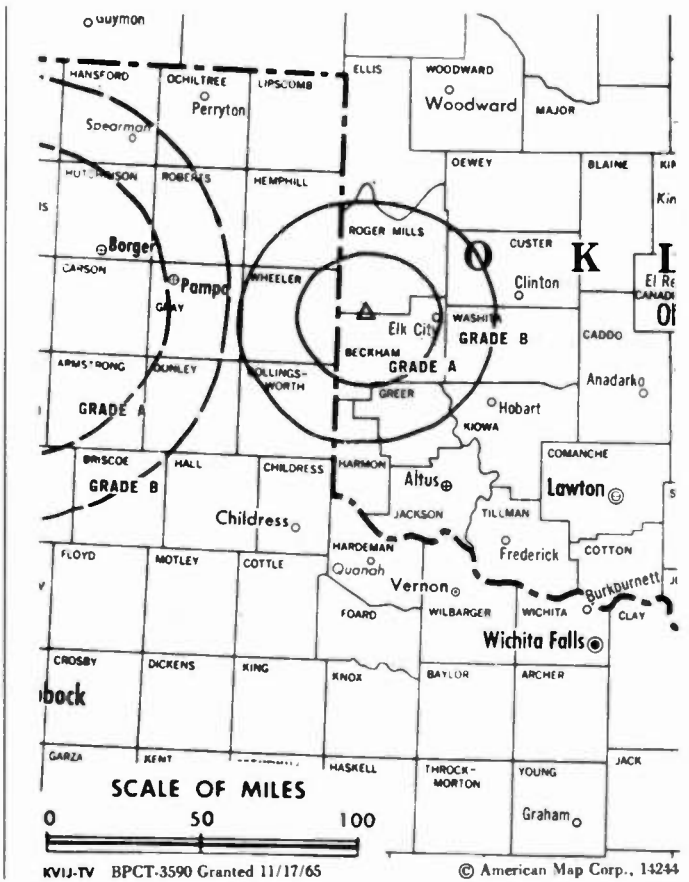 Guymon
HANSFORD
OCHILTREE
LIPSCOMB
ELLIS
WOODWARD
Woodward
MAJOR
Perryton
Spearman
DEWEY
BLAINE
KIN
HUTCHINSON
ROBERTS
HEMPHILL
Kin
IS
ROGER MILLS
CUSTER
O K L
Borger
CARSON
Pampa
GRAY
WHEELER
Clinton
El Re
CANADI
Elk City
WASHITA
GRADE B
CADDO
BECKHAM
GRADE A
ARMSTRONG
DONLEY
COLLINGS-
WORTH
GREER
Anadarko
GRADE A
Hobart
KIOWA
BRISCOE
HALL
CHILDRESS
HARMON
COMANCHE
GRADE B
Altus
Lawton
JACKSON
TILLMAN
Childress
HARDEMAN
Frederick
COTTON
FLOYD
MOTLEY
COTTLE
Quanah
Vernon
Burkburnett
FOARD
WILBARGER
WICHITA
CLAY
Wichita Falls
CROSBY
DICKENS
KING
KNOX
BAYLOR
ARCHER
bock
GARZA
KENT
HASKELL
THROCK-
MORTON
YOUNG
JACK
SCALE OF MILES
0 50 100
Graham
KVIJ-TV BPCT-3590 Granted 11/17/65
© American Map Corp., 14244